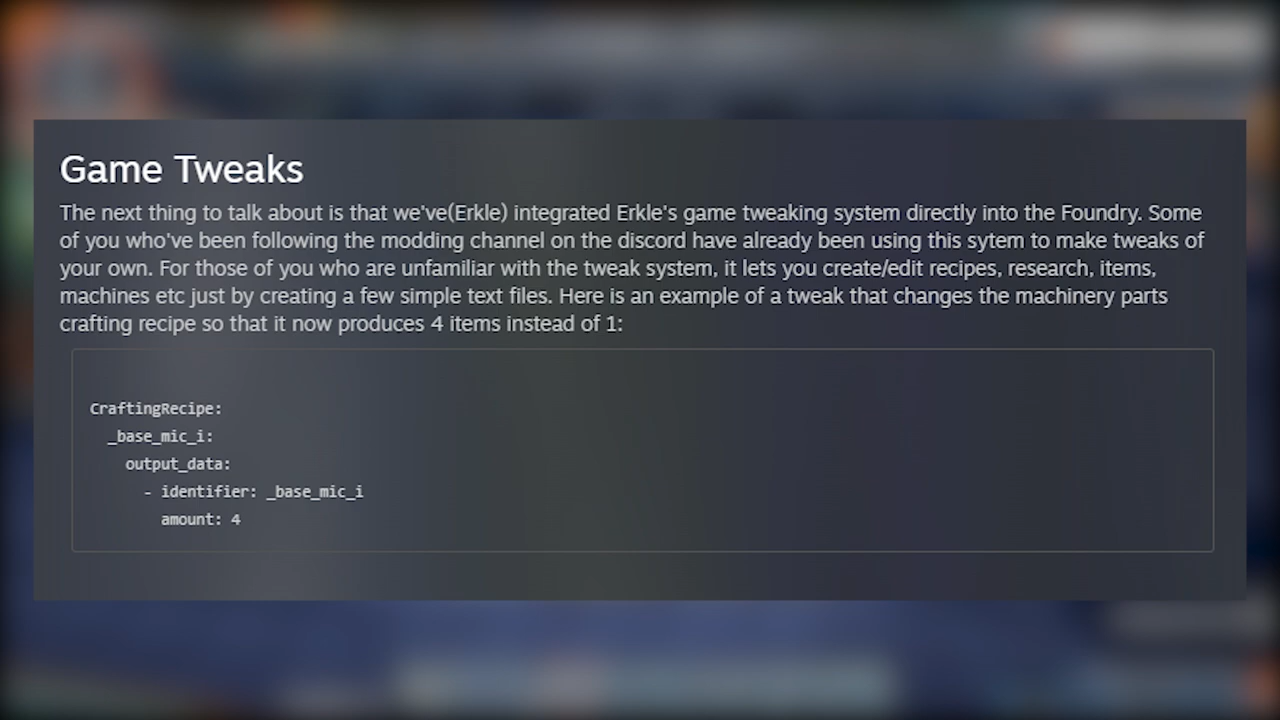 Game Tweaks
The next thing to talk about is that we've(Erkle) integrated Erkle's game tweaking system directly into the Foundry. Some
of you who've been following the modding channel on the discord have already been using this sytem to make tweaks of
your own. For those of you who are unfamiliar with the tweak system, it lets you create/edit recipes, research, items,
machines etc just by creating a few simple text files. Here is an example of a tweak that changes the machinery parts
crafting recipe so that it now produces 4 items instead of 1:
CraftingRecipe:
  _base_mic_i:
    output_data:
      - identifier: _base_mic_i
        amount: 4